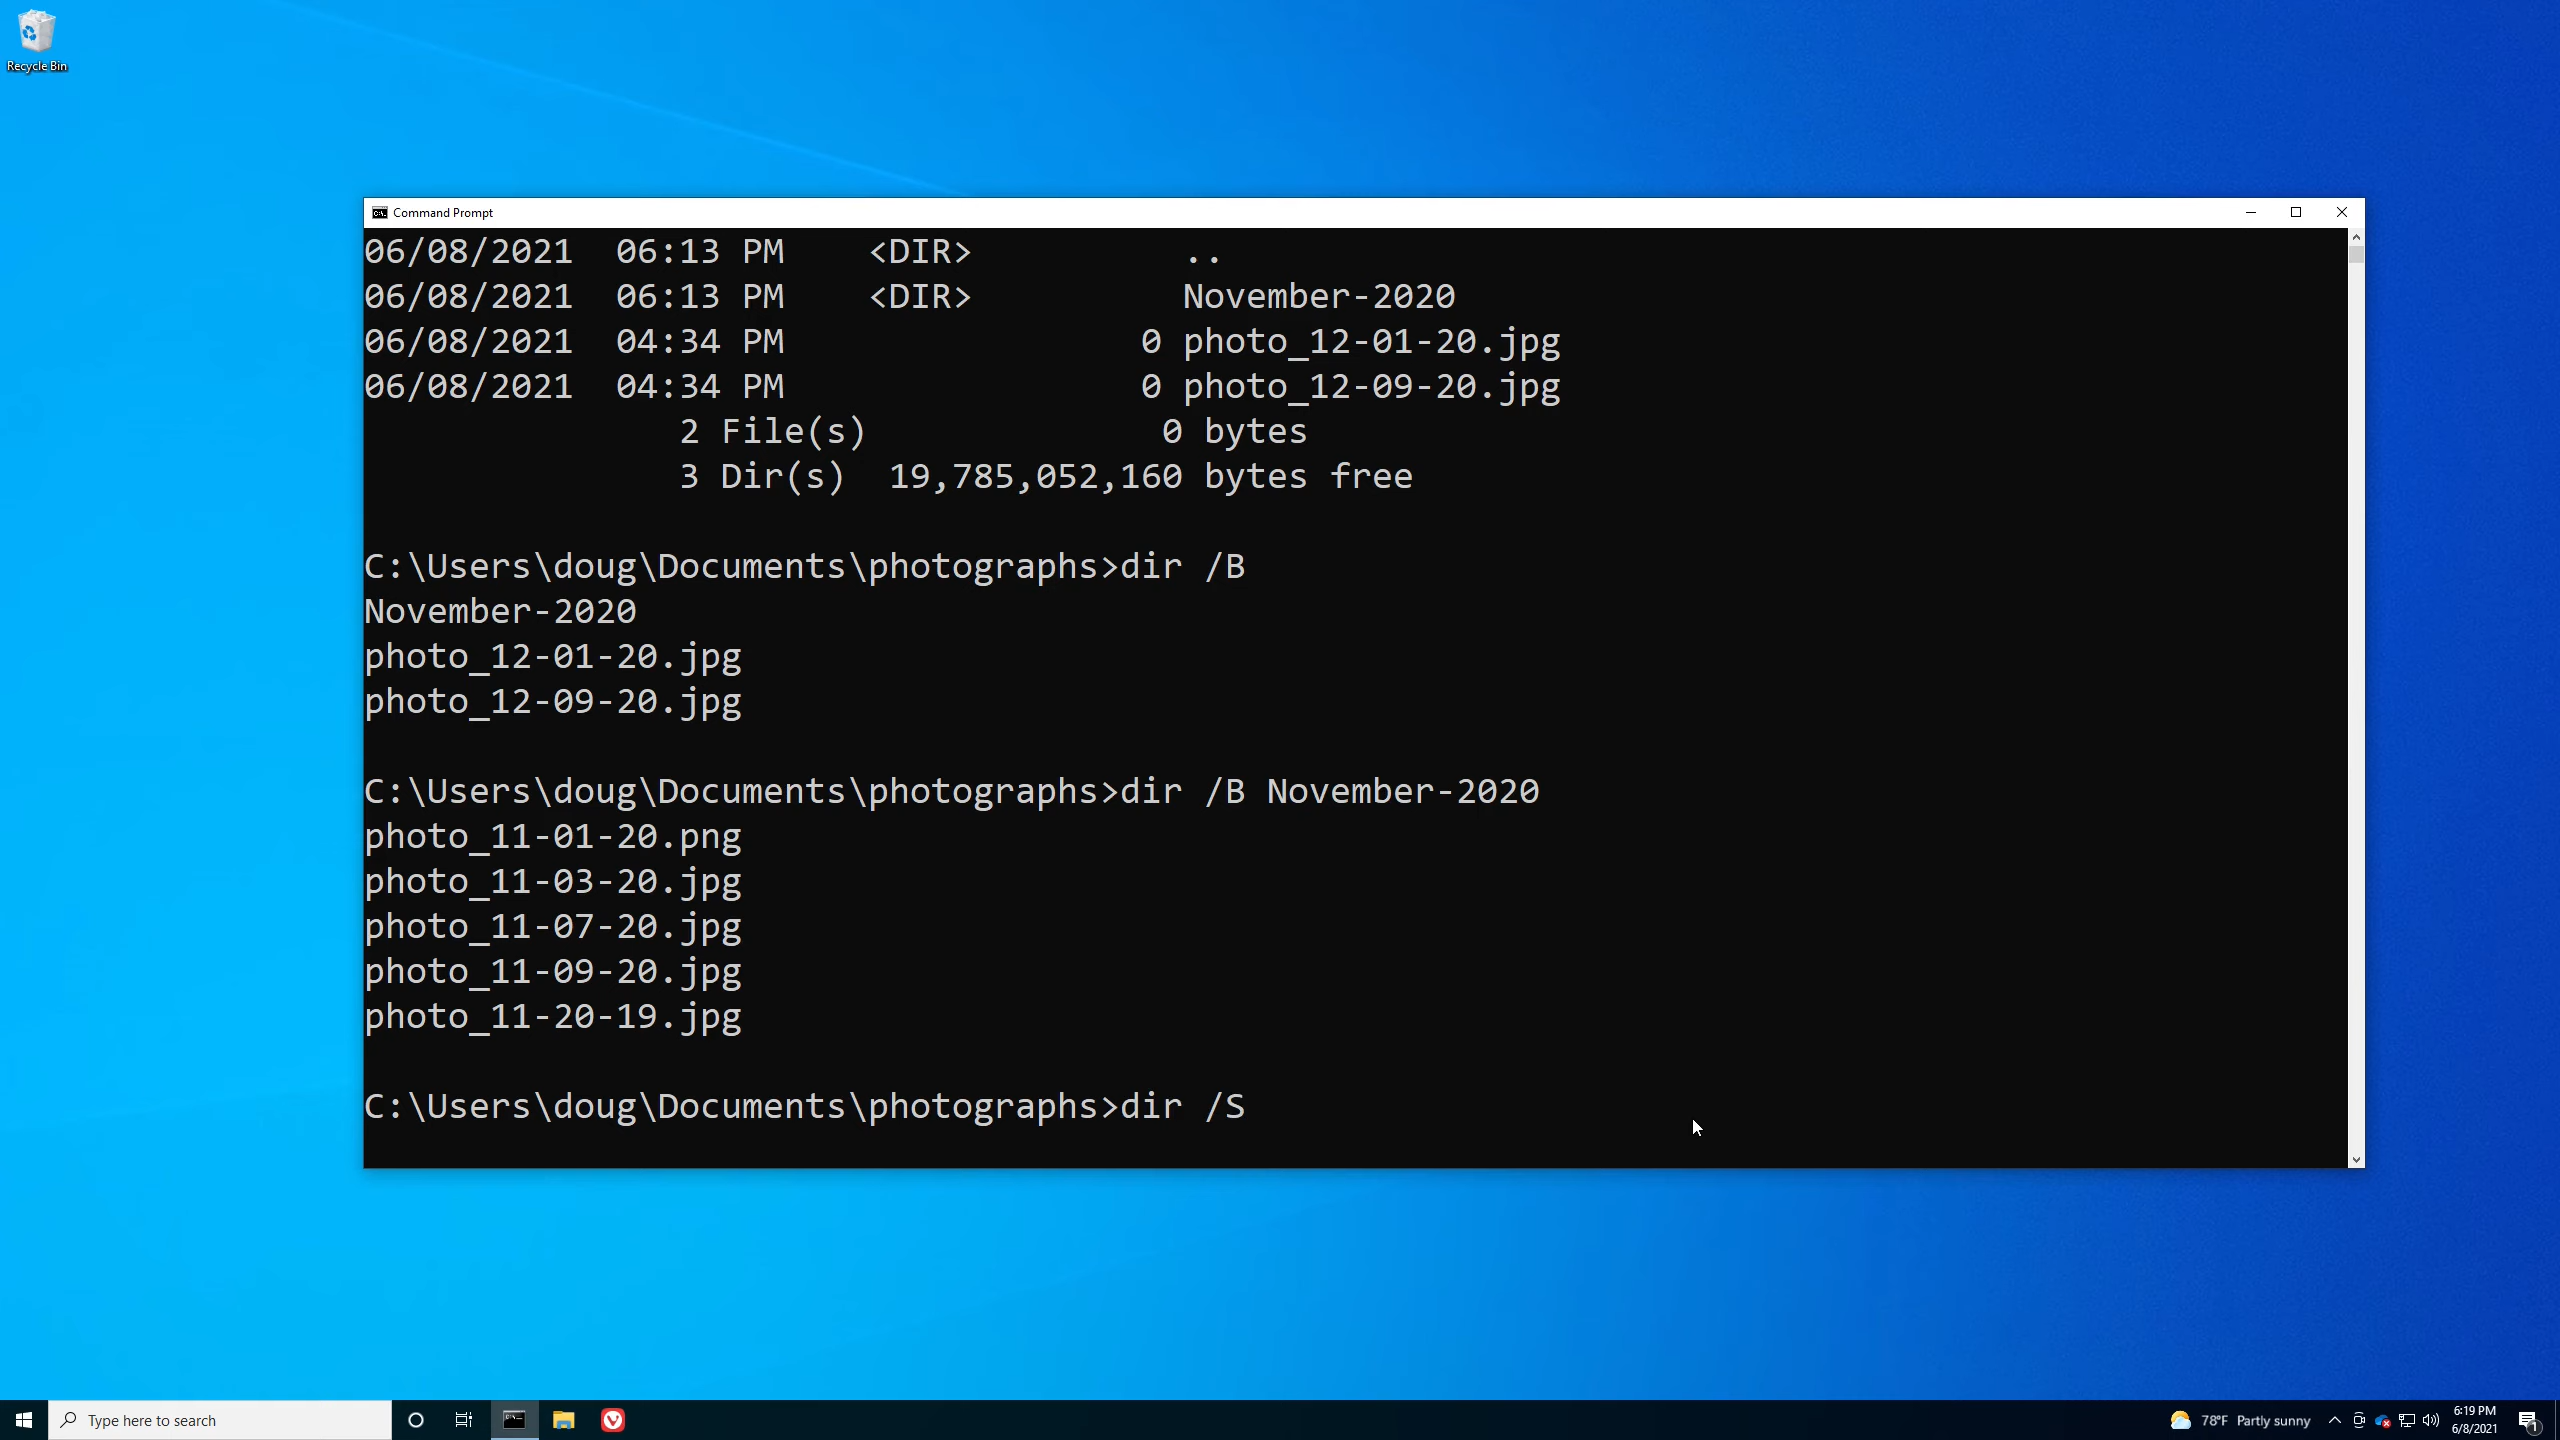 Recycle Bin
Command Prompt
06/08/2021  06:13 PM    <DIR>          ..
06/08/2021  06:13 PM    <DIR>          November-2020
06/08/2021  04:34 PM                 0 photo_12-01-20.jpg
06/08/2021  04:34 PM                 0 photo_12-09-20.jpg
               2 File(s)              0 bytes
               3 Dir(s)  19,785,052,160 bytes free
C:\Users\doug\Documents\photographs>dir /B
November-2020
photo_12-01-20.jpg
photo_12-09-20.jpg
C:\Users\doug\Documents\photographs>dir /B November-2020
photo_11-01-20.png
photo_11-03-20.jpg
photo_11-07-20.jpg
photo_11-09-20.jpg
photo_11-20-19.jpg
C:\Users\doug\Documents\photographs>dir /S
Type here to search
78°F Partly sunny
6:19 PM
6/8/2021
1